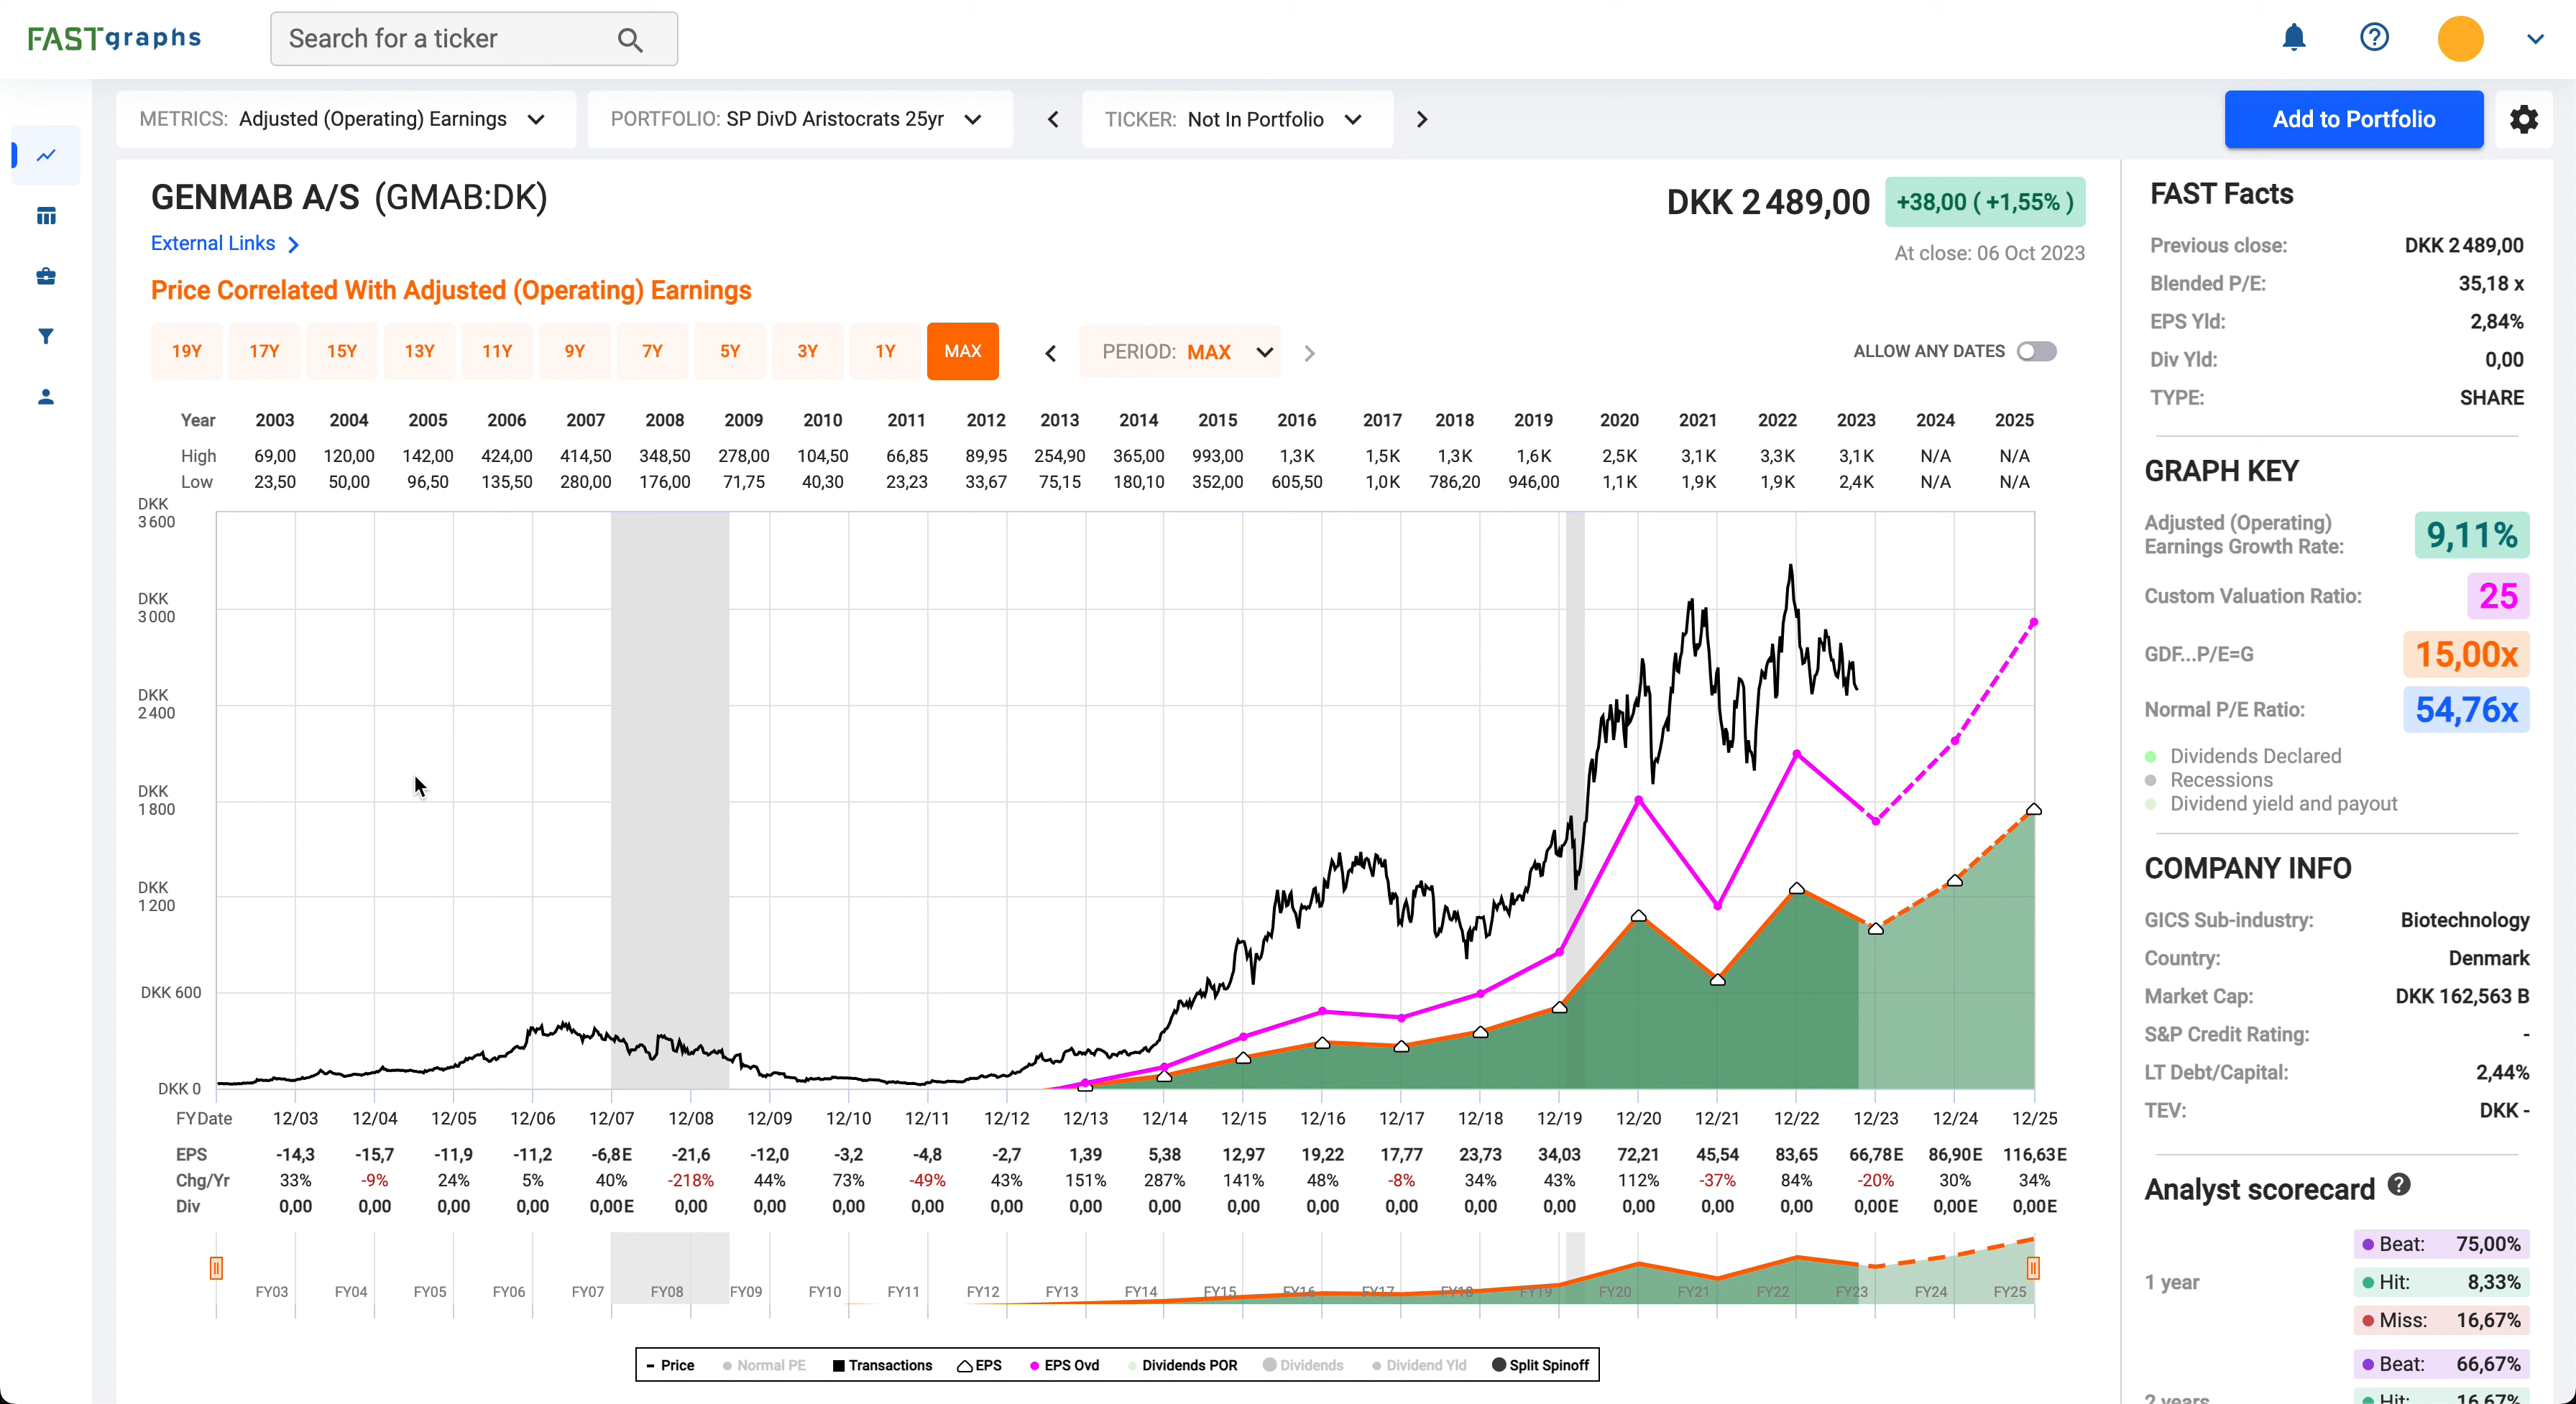 FASTgraphs
Search for a ticker
METRICS: Adjusted (Operating) Earnings
PORTFOLIO: SP DivD Aristocrats 25yr
TICKER: Not In Portfolio
Add to Portfolio
GENMAB A/S (GMAB:DK)
DKK 2 489,00
+38,00 ( +1,55% )
External Links
At close: 06 Oct 2023
Price Correlated With Adjusted (Operating) Earnings
19Y 17Y 15Y 13Y 11Y 9Y 7Y 5Y 3Y 1Y MAX
PERIOD: MAX
ALLOW ANY DATES
Year 2003 2004 2005 2006 2007 2008 2009 2010 2011 2012 2013 2014 2015 2016 2017 2018 2019 2020 2021 2022 2023 2024 2025
High 69,00 120,00 142,00 424,00 414,50 348,50 278,00 104,50 66,85 89,95 254,90 365,00 993,00 1,3K 1,5K 1,3K 1,6K 2,5K 3,1K 3,3K 3,1K N/A N/A
Low 23,50 50,00 96,50 135,50 280,00 176,00 71,75 40,30 23,23 33,67 75,15 180,10 352,00 605,50 1,0K 786,20 946,00 1,1K 1,9K 1,9K 2,4K N/A N/A
DKK
3 600
DKK
3 000
DKK
2 400
DKK
1 800
DKK
1 200
DKK 600
DKK 0
FYDate 12/03 12/04 12/05 12/06 12/07 12/08 12/09 12/10 12/11 12/12 12/13 12/14 12/15 12/16 12/17 12/18 12/19 12/20 12/21 12/22 12/23 12/24 12/25
EPS -14,3 -15,7 -11,9 -11,2 -6,8E -21,6 -12,0 -3,2 -4,8 -2,7 1,39 5,38 12,97 19,22 17,77 23,73 34,03 72,21 45,54 83,65 66,78E 86,90E 116,63E
Chg/Yr 33% -9% 24% 5% 40% -218% 44% 73% -49% 43% 151% 287% 141% 48% -8% 34% 43% 112% -37% 84% -20% 30% 34%
Div 0,00 0,00 0,00 0,00 0,00E 0,00 0,00 0,00 0,00 0,00 0,00 0,00 0,00 0,00 0,00 0,00 0,00 0,00 0,00 0,00 0,00E 0,00E 0,00E
FY03 FY04 FY05 FY06 FY07 FY08 FY09 FY10 FY11 FY12 FY13 FY14 FY15 FY16 FY17 FY18 FY19 FY20 FY21 FY22 FY23 FY24 FY25
Price Normal PE Transactions EPS EPS Ovd Dividends POR Dividends Dividend Yld Split Spinoff
FAST Facts
Previous close: DKK 2 489,00
Blended P/E: 35,18 x
EPS Yld: 2,84%
Div Yld: 0,00
TYPE: SHARE
GRAPH KEY
Adjusted (Operating)
Earnings Growth Rate: 9,11%
Custom Valuation Ratio: 25
GDF...P/E=G 15,00x
Normal P/E Ratio: 54,76x
Dividends Declared
Recessions
Dividend yield and payout
COMPANY INFO
GICS Sub-industry: Biotechnology
Country: Denmark
Market Cap: DKK 162,563 B
S&P Credit Rating: -
LT Debt/Capital: 2,44%
TEV: DKK -
Analyst scorecard
Beat: 75,00%
1 year Hit: 8,33%
Miss: 16,67%
Beat: 66,67%
2 years Hit: 16,67%